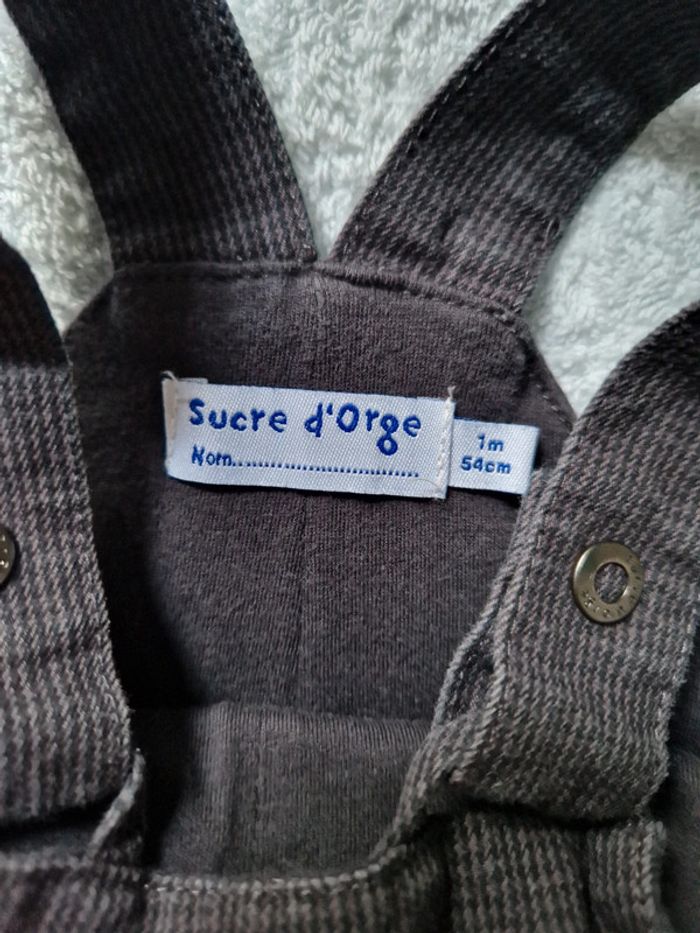 Sucre d'Orge
Nom..............................
1m
54cm